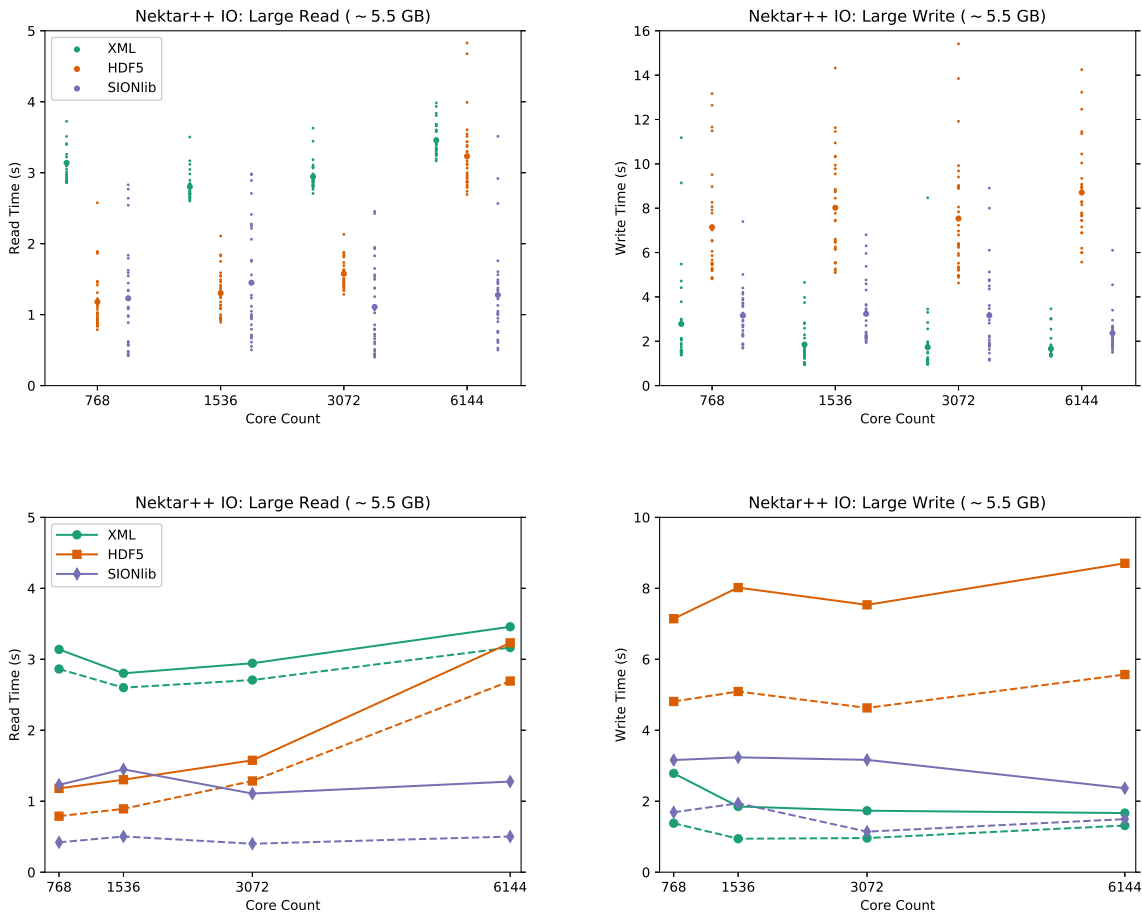 Nektar++ IO: Large Read (∼5.5 GB)
5
4
3
2
1
0
Read Time (s)
XML
HDF5
SIONlib
768 1536 3072 6144
Core Count
Nektar++ IO: Large Write (∼5.5 GB)
16
14
12
10
8
6
4
2
0
Write Time (s)
768 1536 3072 6144
Core Count
Nektar++ IO: Large Read (∼5.5 GB)
5
4
3
2
1
0
Read Time (s)
XML
HDF5
SIONlib
768 1536 3072 6144
Core Count
Nektar++ IO: Large Write (∼5.5 GB)
10
8
6
4
2
0
Write Time (s)
768 1536 3072 6144
Core Count